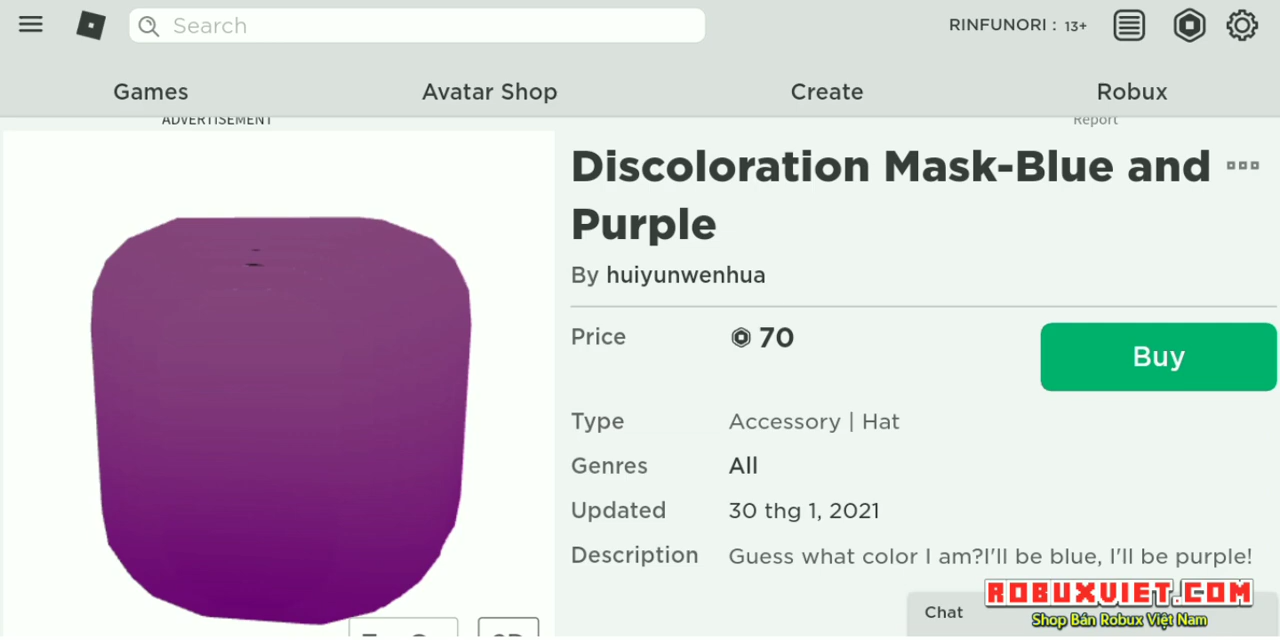 Search
RINFUNORI : 13+
Games
Avatar Shop
Create
Robux
ADVERTISEMENT
Report
Discoloration Mask-Blue and
Purple
By huiyunwenhua
Price
70
Buy
Type
Accessory | Hat
Genres
All
Updated
30 thg 1, 2021
Description
Guess what color I am?I'll be blue, I'll be purple!
Chat
ROBUXVIET.COM
Shop Bán Robux Việt Nam